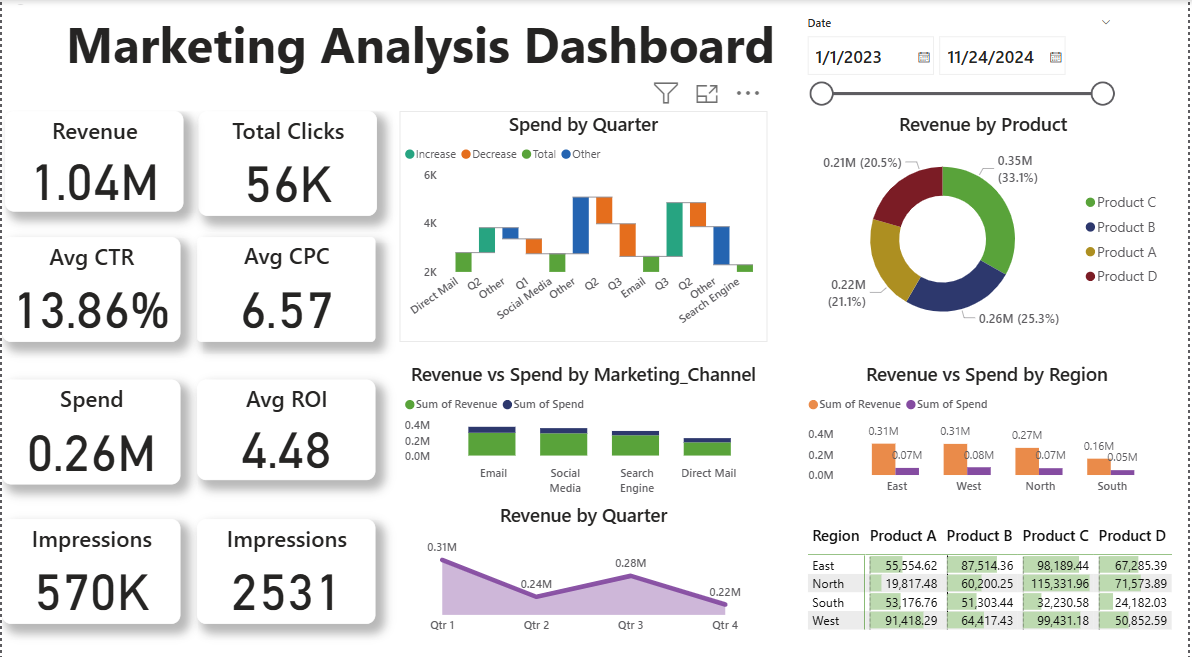 Marketing Analysis Dashboard
Date
1/1/2023
11/24/2024
Revenue
1.04M
Total Clicks
56K
Avg CTR
13.86%
Avg CPC
6.57
Spend
0.26M
Avg ROI
4.48
Impressions
570K
Impressions
2531
Spend by Quarter
Increase Decrease Total Other
6K
4K
2K
Direct Mail Q2 Other Q1 Social Media Other Q2 Q3 Email Q3 Q2 Other Search Engine
Revenue by Product
0.21M (20.5%)
0.35M
(33.1%)
0.22M
(21.1%)
0.26M (25.3%)
Product C
Product B
Product A
Product D
Revenue vs Spend by Marketing_Channel
Sum of Revenue Sum of Spend
0.4M
0.2M
0.0M
Email Social Search Direct Mail
Media Engine
Revenue vs Spend by Region
Sum of Revenue Sum of Spend
0.4M
0.2M
0.0M
0.31M 0.07M 0.31M 0.08M 0.27M 0.07M 0.16M 0.05M
East West North South
Revenue by Quarter
0.31M 0.24M 0.28M 0.22M
Qtr 1 Qtr 2 Qtr 3 Qtr 4
Region Product A Product B Product C Product D
East 55,554.62 87,514.36 98,189.44 67,285.39
North 19,817.48 60,200.25 115,331.96 71,573.89
South 53,176.76 51,303.44 32,230.58 24,182.03
West 91,418.29 64,417.43 99,431.18 50,852.59